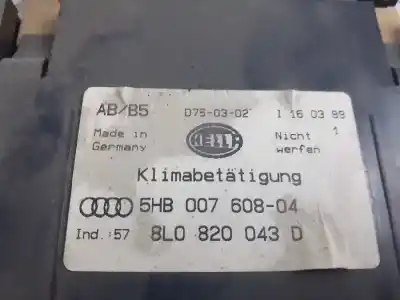 AB/B5 D75-03-02 I 16 03 99
Made in Germany HELLA Nicht werfen 1
Klimabetätigung
5HB 007 608-04
Ind.:57 8L0 820 043 D